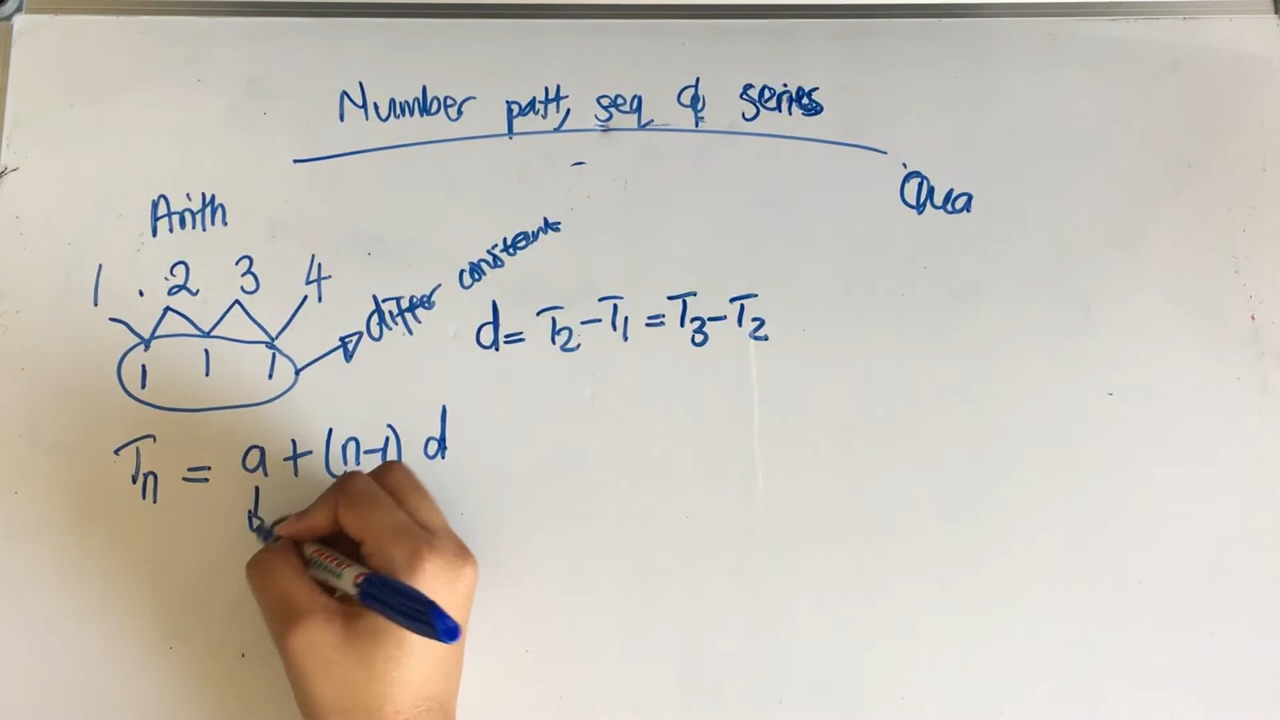 Number patt, seq & series
Arith
Qua
1 . 2 3 4
differ constant
1 1 1
d = T2 - T1 = T3 - T2
Tn = a + (n-1) d